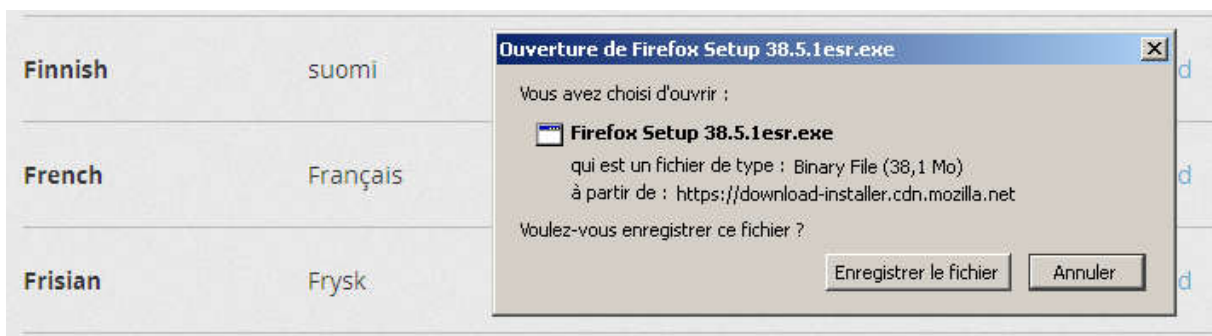 Finnish suomi
French Français
Frisian Frysk
Ouverture de Firefox Setup 38.5.1esr.exe
Vous avez choisi d'ouvrir :
Firefox Setup 38.5.1esr.exe
qui est un fichier de type : Binary File (38,1 Mo)
à partir de : https://download-installer.cdn.mozilla.net
Voulez-vous enregistrer ce fichier ?
Enregistrer le fichier Annuler